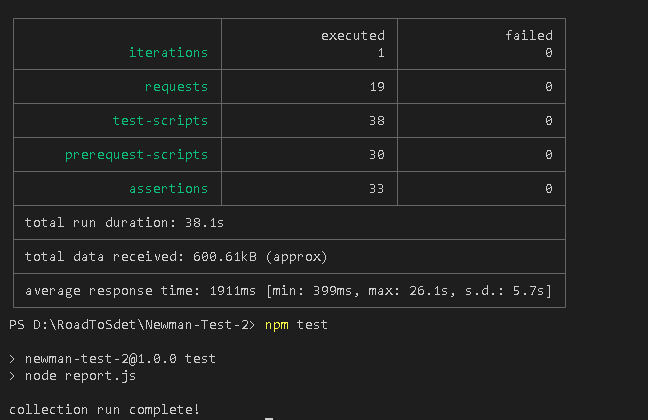 executed failed
iterations 1 0
requests 19 0
test-scripts 38 0
prerequest-scripts 30 0
assertions 33 0
total run duration: 38.1s
total data received: 600.61kB (approx)
average response time: 1911ms [min: 399ms, max: 26.1s, s.d.: 5.7s]
PS D:\RoadToSdet\Newman-Test-2> npm test
> newman-test-2@1.0.0 test
> node report.js
collection run complete!